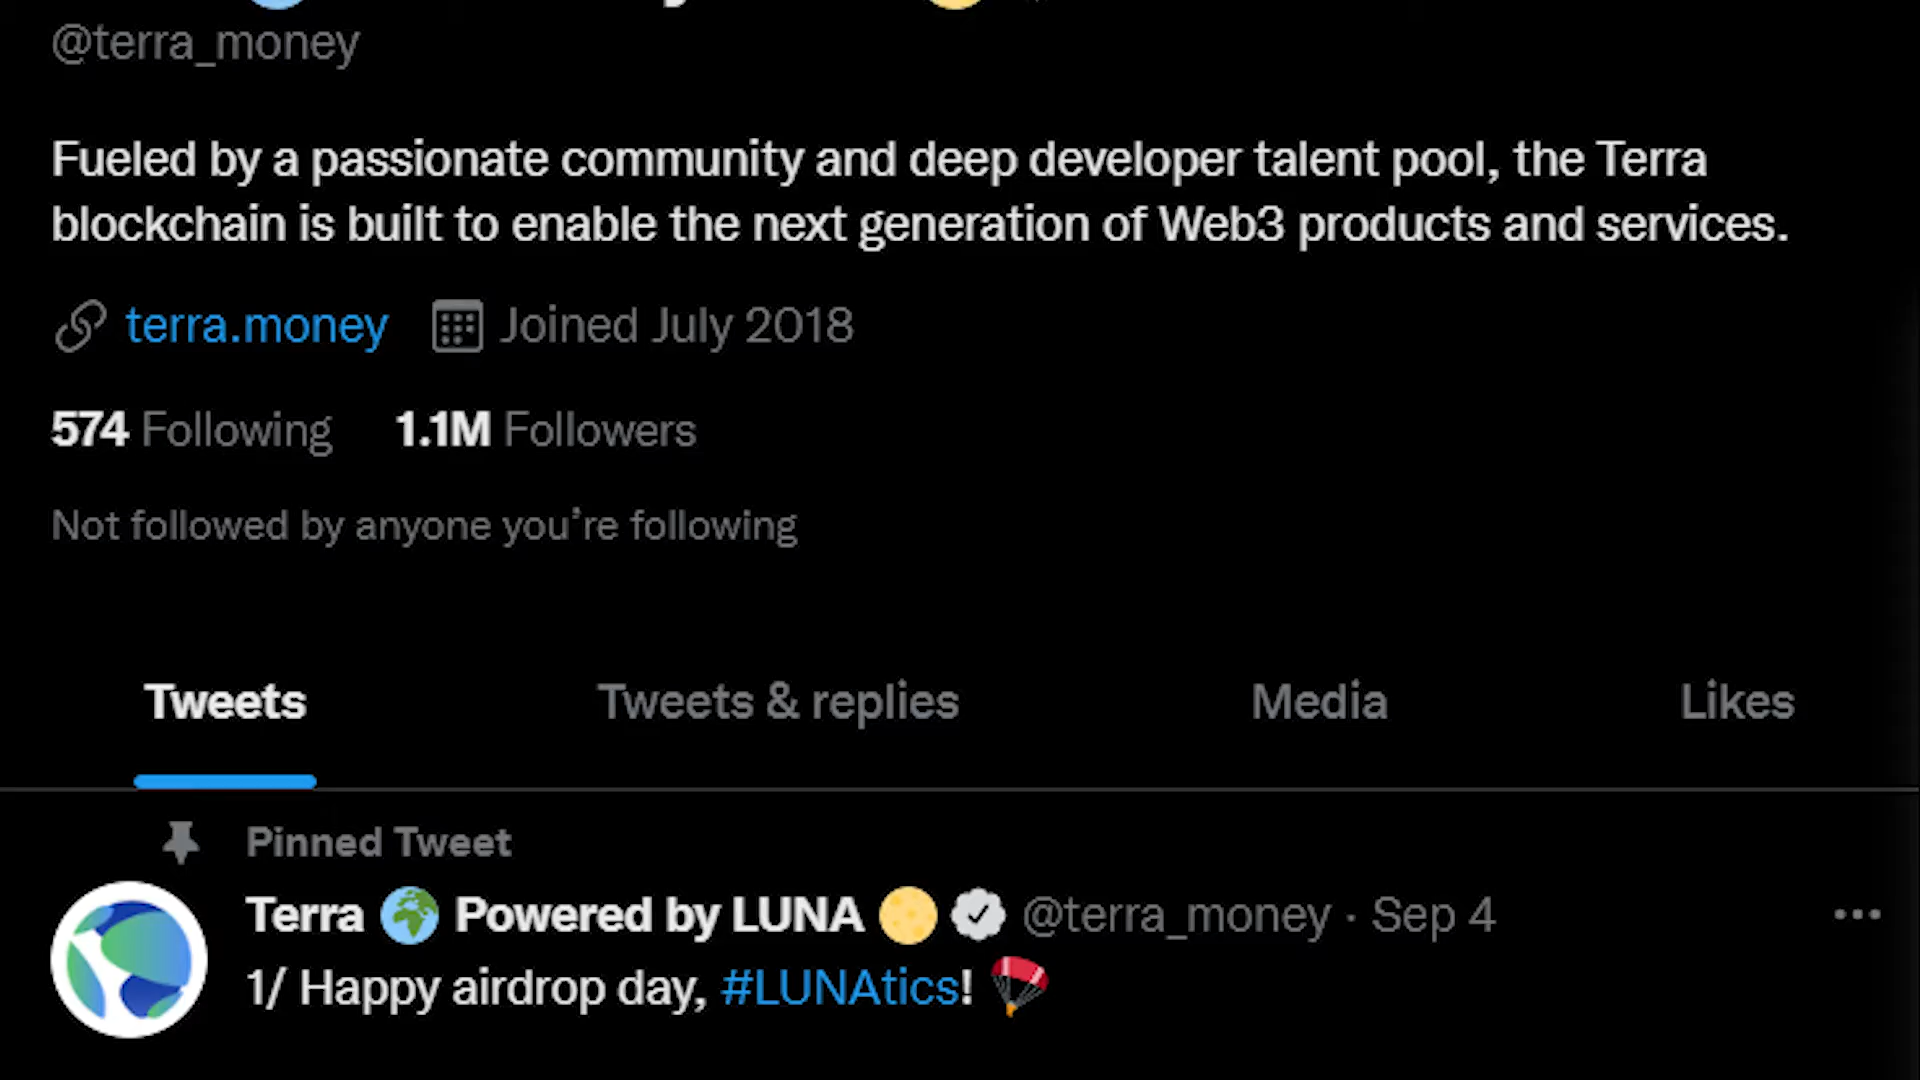 @terra_money
Fueled by a passionate community and deep developer talent pool, the Terra
blockchain is built to enable the next generation of Web3 products and services.
terra.money Joined July 2018
574 Following 1.1M Followers
Not followed by anyone you’re following
Tweets Tweets & replies Media Likes
Pinned Tweet
Terra 🌍 Powered by LUNA 🌕 @terra_money · Sep 4
1/ Happy airdrop day, #LUNAtics! 🪂